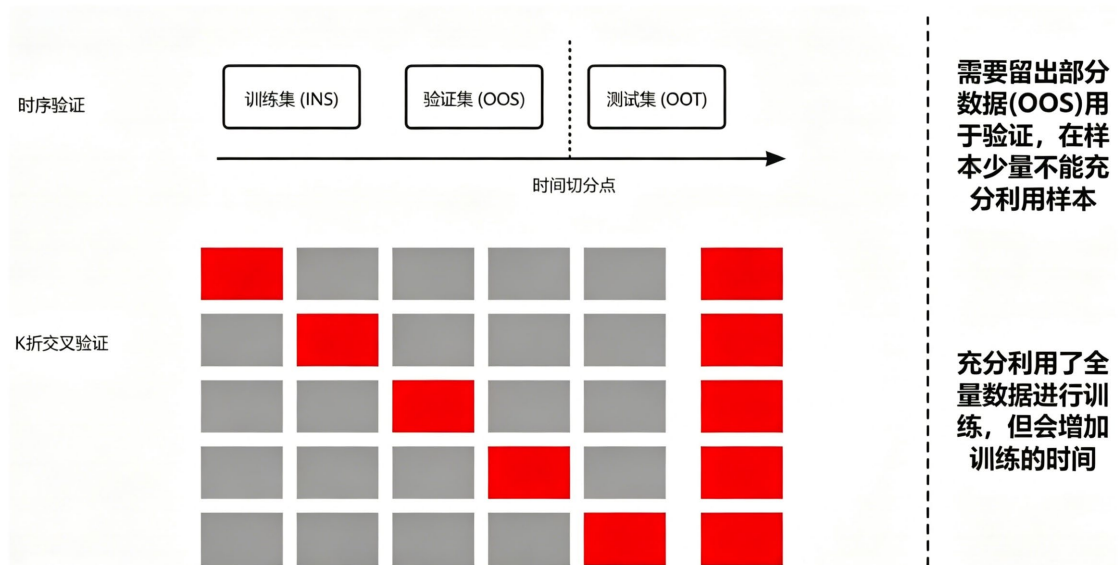 时序验证
训练集 (INS)
验证集 (OOS)
测试集 (OOT)
时间切分点
需要留出部分
数据(OOS)用
于验证，在样
本少量不能充
分利用样本
K折交叉验证
充分利用了全
量数据进行训
练，但会增加
训练的时间